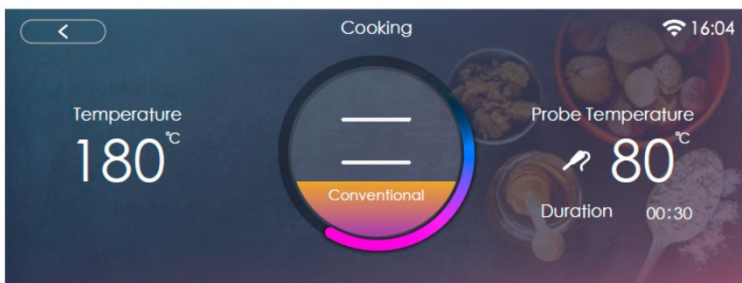 Cooking
16:04
Temperature
180°C
Conventional
Probe Temperature
80°C
Duration 00:30